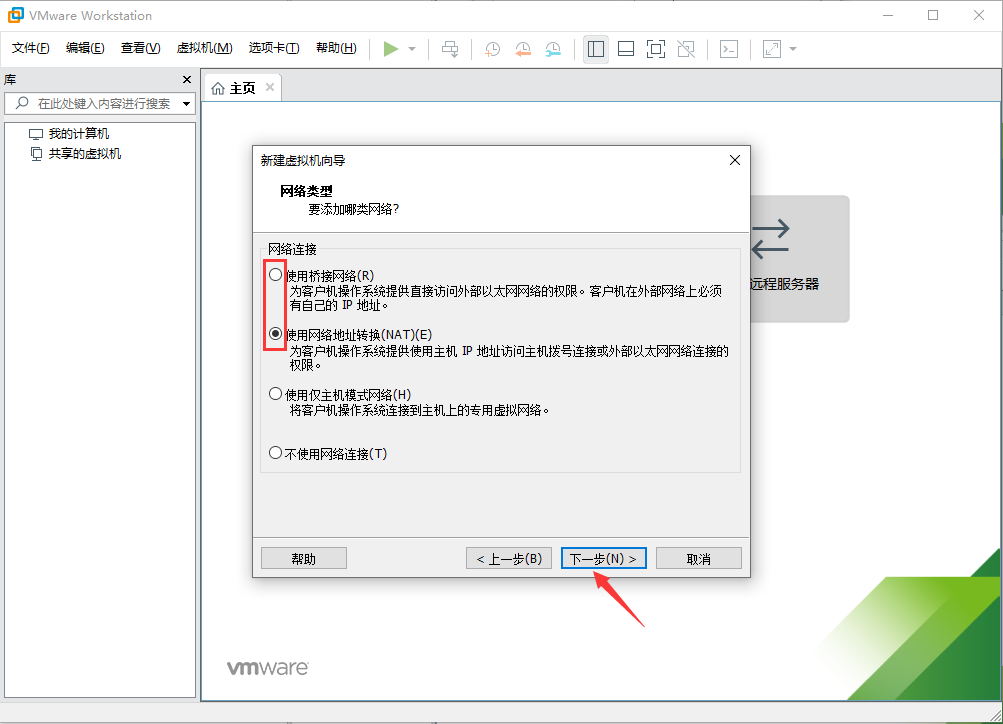 VMware Workstation
文件(F) 编辑(E) 查看(V) 虚拟机(M) 选项卡(T) 帮助(H)
库
在此处键入内容进行搜索
我的计算机
共享的虚拟机
主页
新建虚拟机向导
网络类型
要添加哪类网络?
网络连接
使用桥接网络(R)
为客户机操作系统提供直接访问外部以太网网络的权限。客户机在外部网络上必须
有自己的 IP 地址。
使用网络地址转换(NAT)(E)
为客户机操作系统提供使用主机 IP 地址访问主机拨号连接或外部以太网网络连接的
权限。
使用仅主机模式网络(H)
将客户机操作系统连接到主机上的专用虚拟网络。
不使用网络连接(T)
远程服务器
帮助 < 上一步(B) 下一步(N) > 取消
vmware